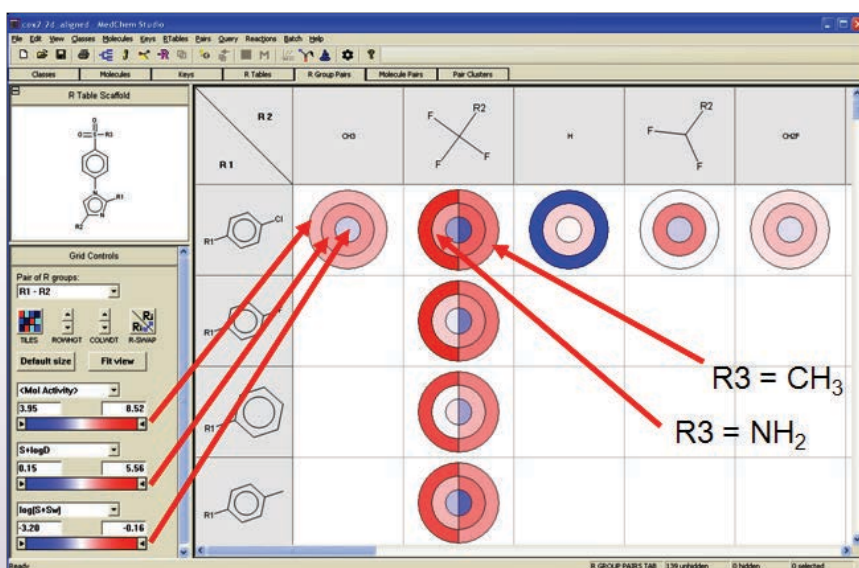 cox2 2d_aligned - MedChem Studio
File Edit View Classes Molecules Keys RTables Pairs Query Reactions Batch Help
Classes Molecules Keys R Tables R Group Pairs Molecule Pairs Pair Clusters
R Table Scaffold
O
O S R3
N R1
R2 N
Grid Controls
Pair of R groups:
R1 - R2
TILES ROWHGT COLWDT R-SWAP
Default size Fit view
<Mol Activity>
3.95 8.52
S+logD
0.15 5.56
log(S+Sw)
-3.20 -0.16
R2
R1
CH3
F R2
F F
H
R2
F
F
CH2F
R1 Cl
R1 F
R1
R1
R3 = CH3
R3 = NH2
Ready
R GROUP PAIRS TAB 139 unhidden 0 hidden 0 selected